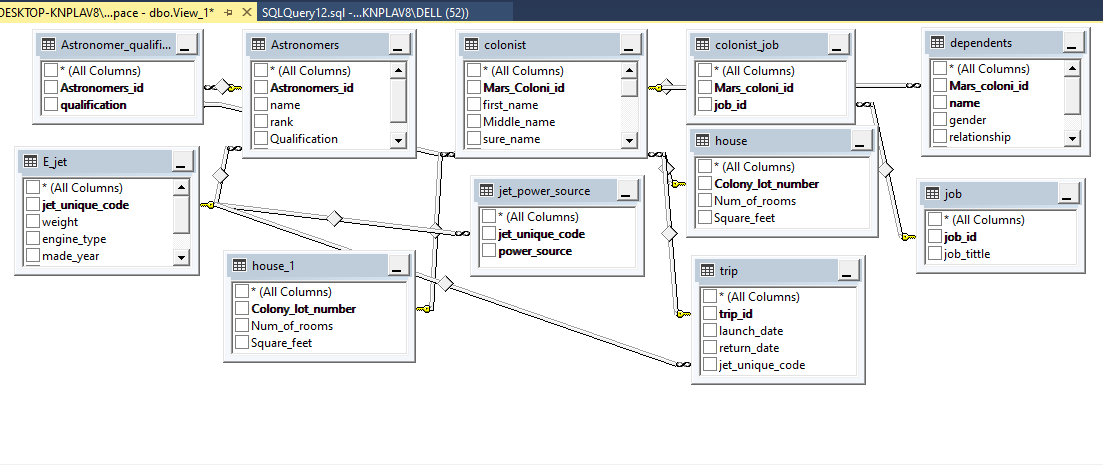 DESKTOP-KNPLAV8\...pace - dbo.View_1*
SQLQuery12.sql -...KNPLAV8\DELL (52))
Astronomer_qualifi...
* (All Columns)
Astronomers_id
qualification
Astronomers
* (All Columns)
Astronomers_id
name
rank
Qualification
colonist
* (All Columns)
Mars_Coloni_id
first_name
Middle_name
sure_name
colonist_job
* (All Columns)
Mars_coloni_id
job_id
dependents
* (All Columns)
Mars_coloni_id
name
gender
relationship
E_jet
* (All Columns)
jet_unique_code
weight
engine_type
made_year
jet_power_source
* (All Columns)
jet_unique_code
power_source
house
* (All Columns)
Colony_lot_number
Num_of_rooms
Square_feet
job
* (All Columns)
job_id
job_tittle
house_1
* (All Columns)
Colony_lot_number
Num_of_rooms
Square_feet
trip
* (All Columns)
trip_id
launch_date
return_date
jet_unique_code